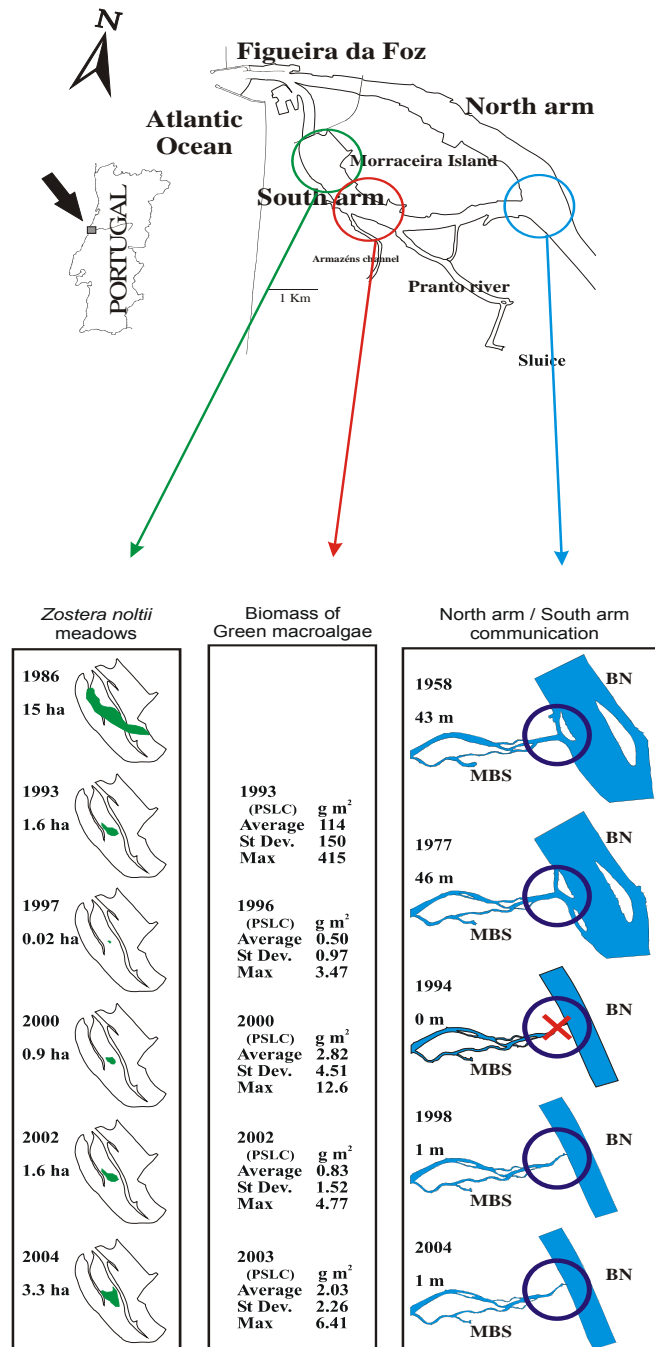 N
Figueira da Foz
North arm
Atlantic
Ocean
Morraceira Island
South arm
PORTUGAL
Armazéns channel
Pranto river
1 Km
Sluice
Zostera noltii
meadows
1986
15 ha
1993
1.6 ha
1997
0.02 ha
2000
0.9 ha
2002
1.6 ha
2004
3.3 ha
Biomass of
Green macroalgae
1993
(PSLC) g m²
Average 114
St Dev. 150
Max 415
1996
(PSLC) g m²
Average 0.50
St Dev. 0.97
Max 3.47
2000
(PSLC) g m²
Average 2.82
St Dev. 4.51
Max 12.6
2002
(PSLC) g m²
Average 0.83
St Dev. 1.52
Max 4.77
2003
(PSLC) g m²
Average 2.03
St Dev. 2.26
Max 6.41
North arm / South arm
communication
1958
BN
43 m
MBS
1977
BN
46 m
MBS
1994
BN
0 m
MBS
1998
BN
1 m
MBS
2004
BN
1 m
MBS